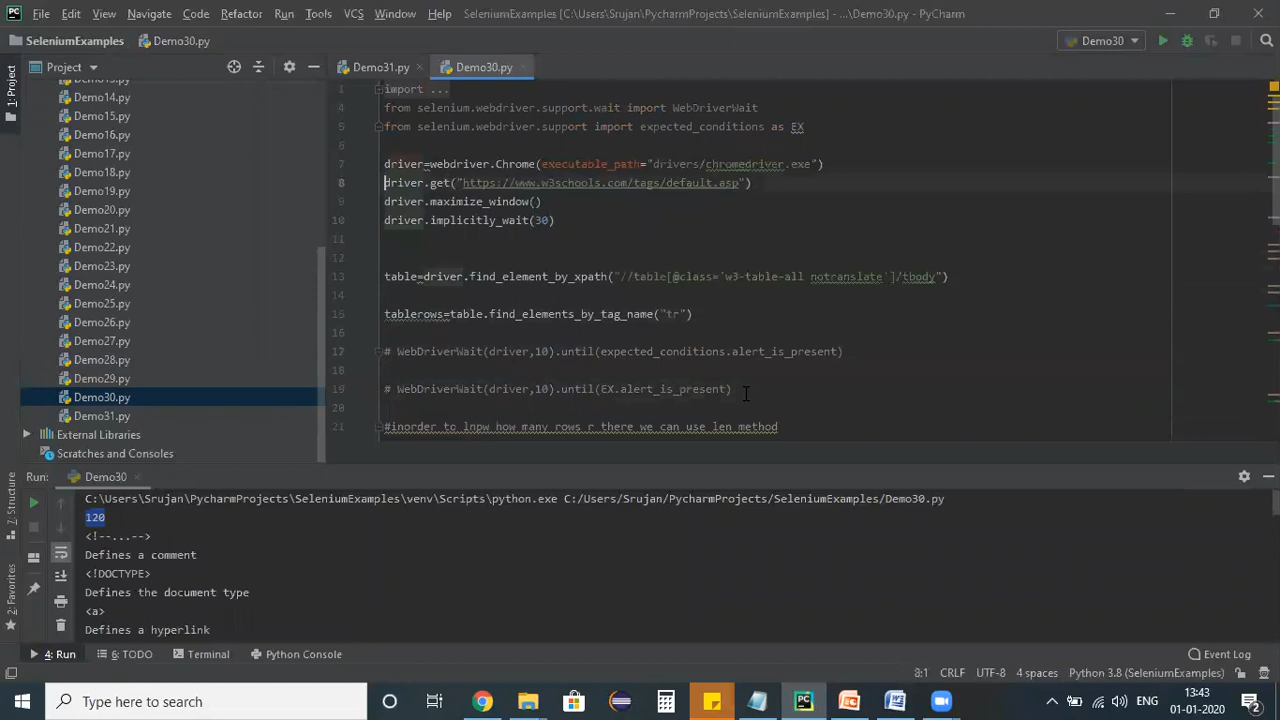 File Edit View Navigate Code Refactor Run Tools VCS Window Help SeleniumExamples [C:\Users\Srujan\PycharmProjects\SeleniumExamples] - ...\Demo30.py - PyCharm
SeleniumExamples Demo30.py Demo30
Project Demo31.py Demo30.py
1: Project
Demo14.py
Demo15.py
Demo16.py
Demo17.py
Demo18.py
Demo19.py
Demo20.py
Demo21.py
Demo22.py
Demo23.py
Demo24.py
Demo25.py
Demo26.py
Demo27.py
Demo28.py
Demo29.py
Demo30.py
Demo31.py
External Libraries
Scratches and Consoles
1 import ...
4 from selenium.webdriver.support.wait import WebDriverWait
5 from selenium.webdriver.support import expected_conditions as EX
6
7 driver=webdriver.Chrome(executable_path="drivers/chromedriver.exe")
8 driver.get("https://www.w3schools.com/tags/default.asp")
9 driver.maximize_window()
10 driver.implicitly_wait(30)
11
12
13 table=driver.find_element_by_xpath("//table[@class='w3-table-all notranslate']/tbody")
14
15 tablerows=table.find_elements_by_tag_name("tr")
16
17 # WebDriverWait(driver,10).until(expected_conditions.alert_is_present)
18
19 # WebDriverWait(driver,10).until(EX.alert_is_present)
20
21 #inorder to lnpw how many rows r there we can use len method
Run: Demo30
C:\Users\Srujan\PycharmProjects\SeleniumExamples\venv\Scripts\python.exe C:/Users/Srujan/PycharmProjects/SeleniumExamples/Demo30.py
120
<!--...-->
Defines a comment
<!DOCTYPE>
Defines the document type
<a>
Defines a hyperlink
7: Structure
2: Favorites
4: Run 6: TODO Terminal Python Console Event Log
8:1 CRLF UTF-8 4 spaces Python 3.8 (SeleniumExamples)
Type here to search
ENG
13:43
01-01-2020
2